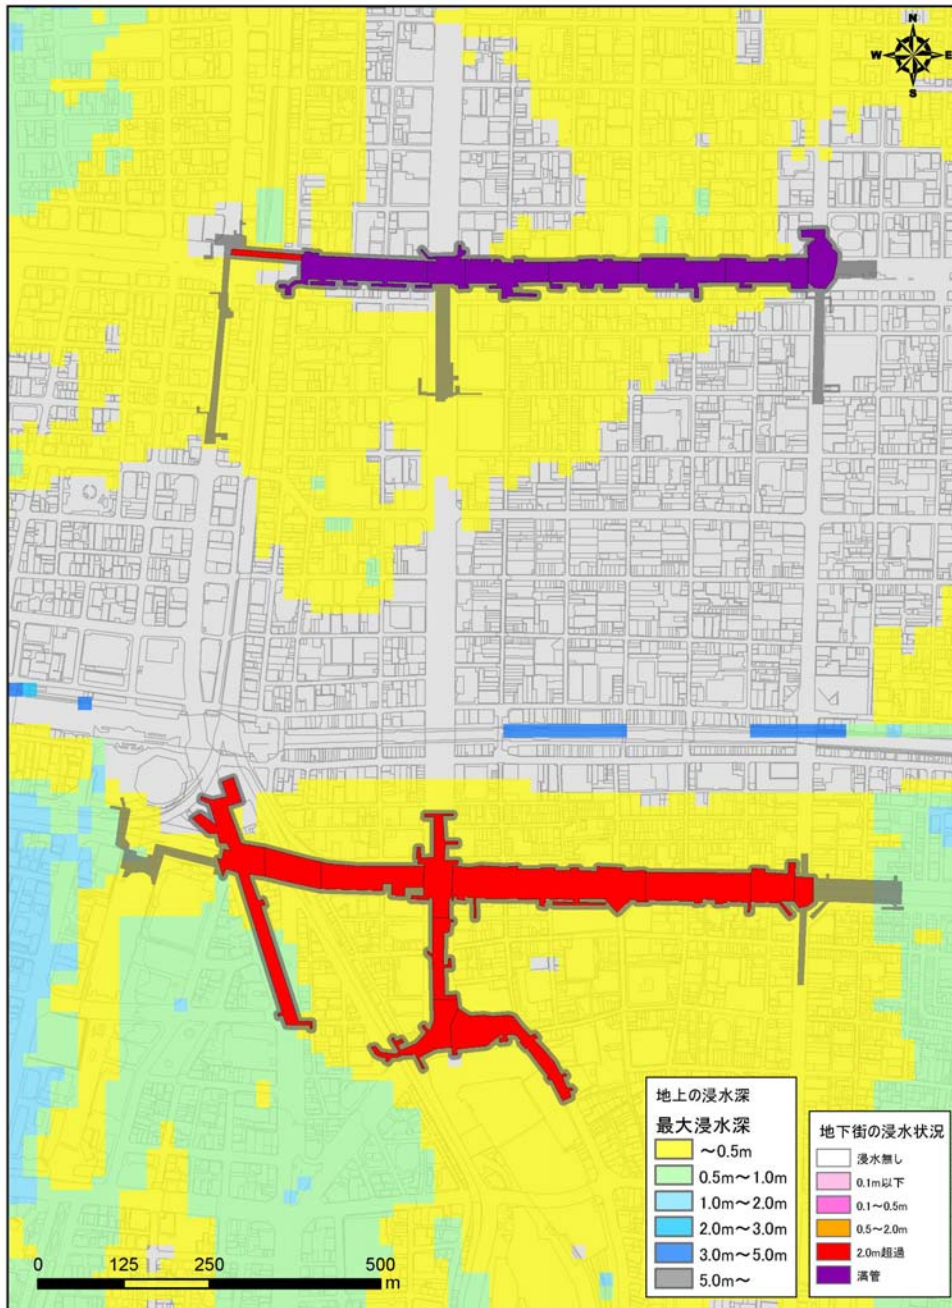 N
W E
S
地上の浸水深
最大浸水深
～0.5m
0.5m～1.0m
1.0m～2.0m
2.0m～3.0m
3.0m～5.0m
5.0m～
地下街の浸水状況
浸水無し
0.1m以下
0.1～0.5m
0.5～2.0m
2.0m超過
満管
0 125 250 500
m